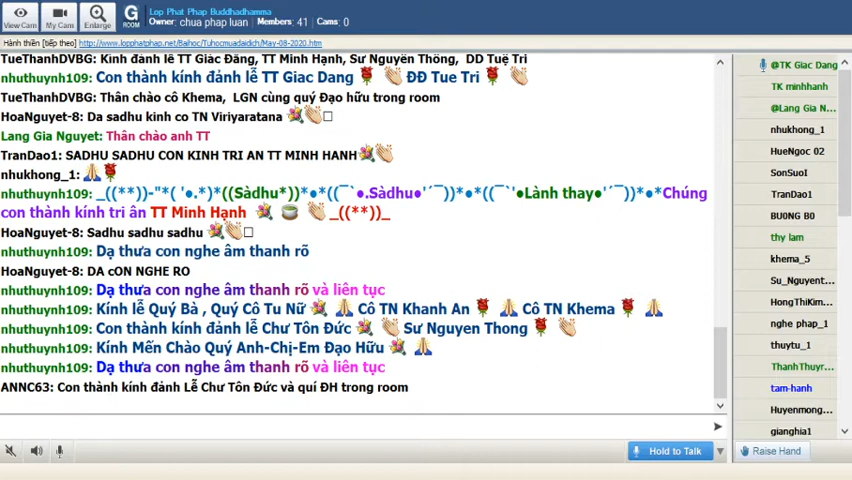 View Cam
My Cam
Enlarge
G
ROOM
Lop Phat Phap Buddhadhamma
Owner: chua phap luan Members: 41 Cams: 0
Hành thiền [tiếp theo] http://www.lopphatphap.net/Baihoc/Tuhocmuadaidich/May-08-2020.htm
TueThanhDVBG: Kính đảnh lễ TT Giác Đẳng, TT Minh Hạnh, Sư Nguyên Thông, DD Tuệ Tri
nhuthuynh109: Con thành kính đảnh lễ TT Giac Dang 🌹 👏 ĐĐ Tue Tri 🌹 👏
TueThanhDVBG: Thân chào cô Khema, LGN cùng quý Đạo hữu trong room
HoaNguyet-8: Da sadhu kinh co TN Viriyaratana 💐👏□
Lang Gia Nguyet: Thân chào anh TT
TranDao1: SADHU SADHU CON KINH TRI AN TT MINH HANH💐👏
nhukhong_1: 🙏🌹
nhuthuynh109: _((**))-"*( '●.*)*((Sàdhu*))*●*((¯`●.Sàdhu●'´¯))*●*((¯`'●Lành thay●'´¯))*●*Chúng
con thành kính tri ân TT Minh Hạnh 💐 🍵 👏 _((**))_
HoaNguyet-8: Sadhu sadhu sadhu 💐👏□
nhuthuynh109: Dạ thưa con nghe âm thanh rõ
HoaNguyet-8: DA cON NGHE RO
nhuthuynh109: Dạ thưa con nghe âm thanh rõ và liên tục
nhuthuynh109: Kính lễ Quý Bà , Quý Cô Tu Nữ 💐 🙏 Cô TN Khanh An 🌹 🙏 Cô TN Khema 🌹 🙏
nhuthuynh109: Con thành kính đảnh lễ Chư Tôn Đức 💐 👏 Sư Nguyen Thong 🌹 👏
nhuthuynh109: Kính Mến Chào Quý Anh-Chị-Em Đạo Hữu 💐 🙏
nhuthuynh109: Dạ thưa con nghe âm thanh rõ và liên tục
ANNC63: Con thành kính đảnh Lễ Chư Tôn Đức và quí ĐH trong room
@TK Giac Dang
TK minhhanh
@Lang Gia N...
nhukhong_1
HueNgoc 02
SonSuoI
TranDao1
BU0NG B0
thy lam
khema_5
Su_Nguyent...
HongThiKim...
nghe phap_1
thuytu_1
ThanhThuyr...
tam-hanh
Huyenmong...
gianghia1
Hold to Talk
Raise Hand